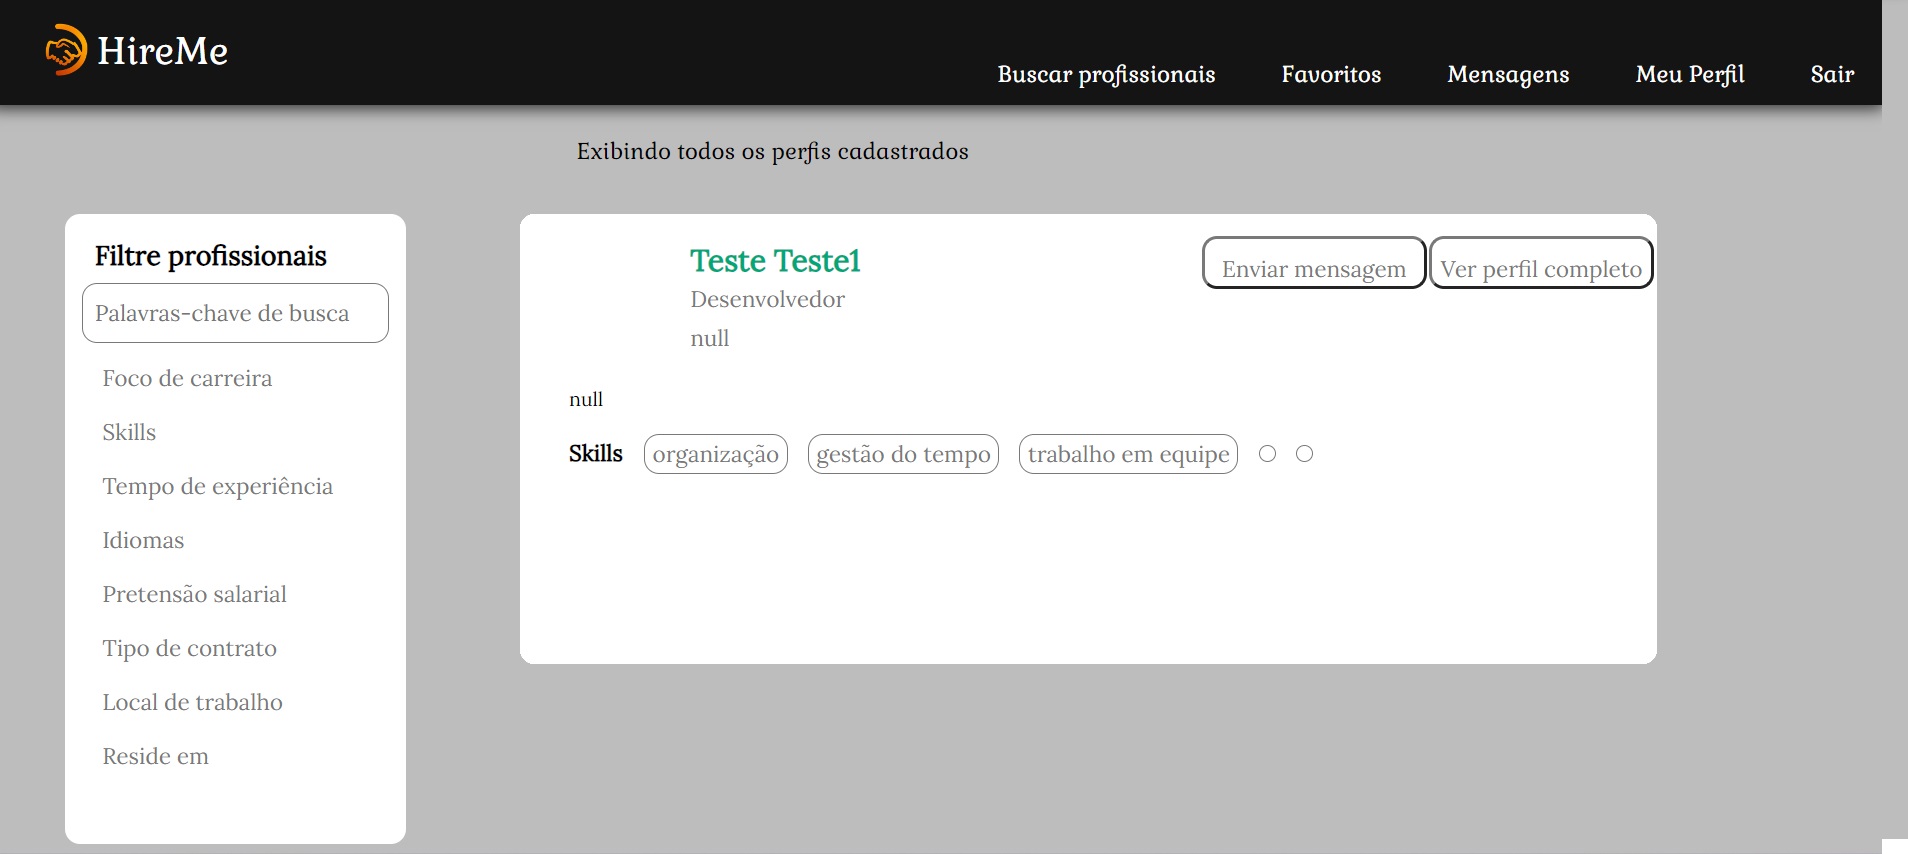 HireMe
Buscar profissionais
Favoritos
Mensagens
Meu Perfil
Sair
Exibindo todos os perfis cadastrados
Filtre profissionais
Palavras-chave de busca
Foco de carreira
Skills
Tempo de experiência
Idiomas
Pretensão salarial
Tipo de contrato
Local de trabalho
Reside em
Teste Teste1
Desenvolvedor
null
Enviar mensagem
Ver perfil completo
null
Skills organização gestão do tempo trabalho em equipe